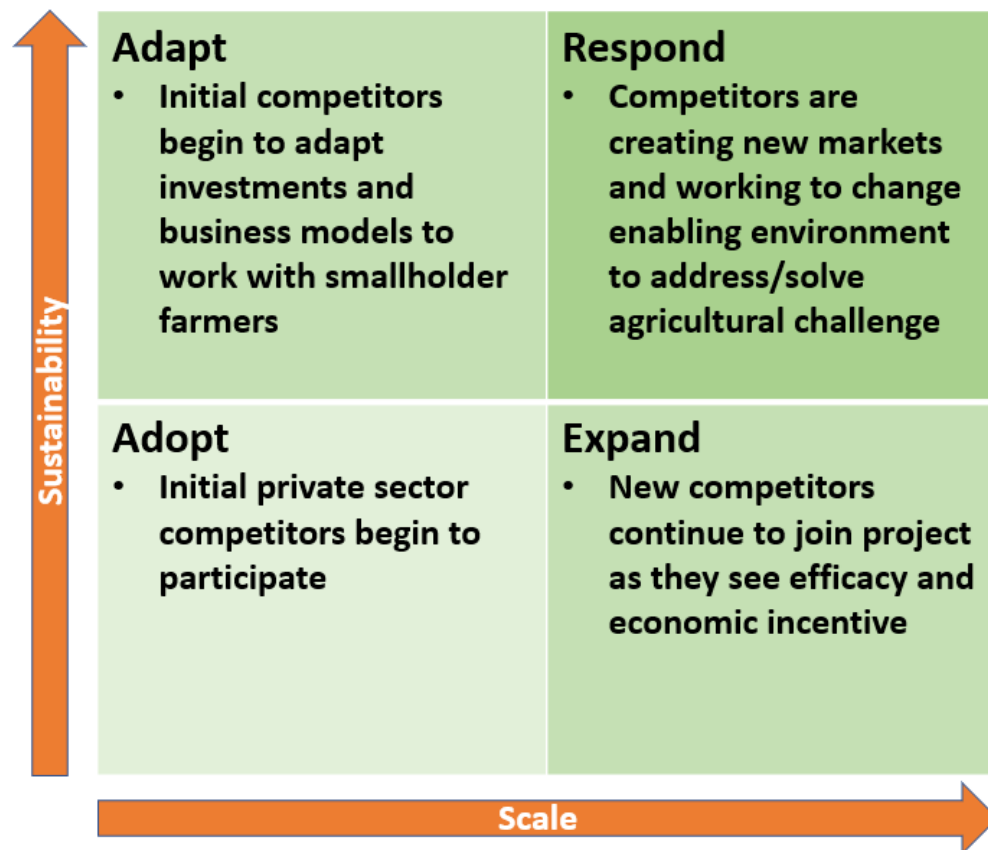 Adapt
• Initial competitors
begin to adapt
investments and
business models to
work with smallholder
farmers
Respond
• Competitors are
creating new markets
and working to change
enabling environment
to address/solve
agricultural challenge
Adopt
• Initial private sector
competitors begin to
participate
Expand
• New competitors
continue to join project
as they see efficacy and
economic incentive
Sustainability
Scale